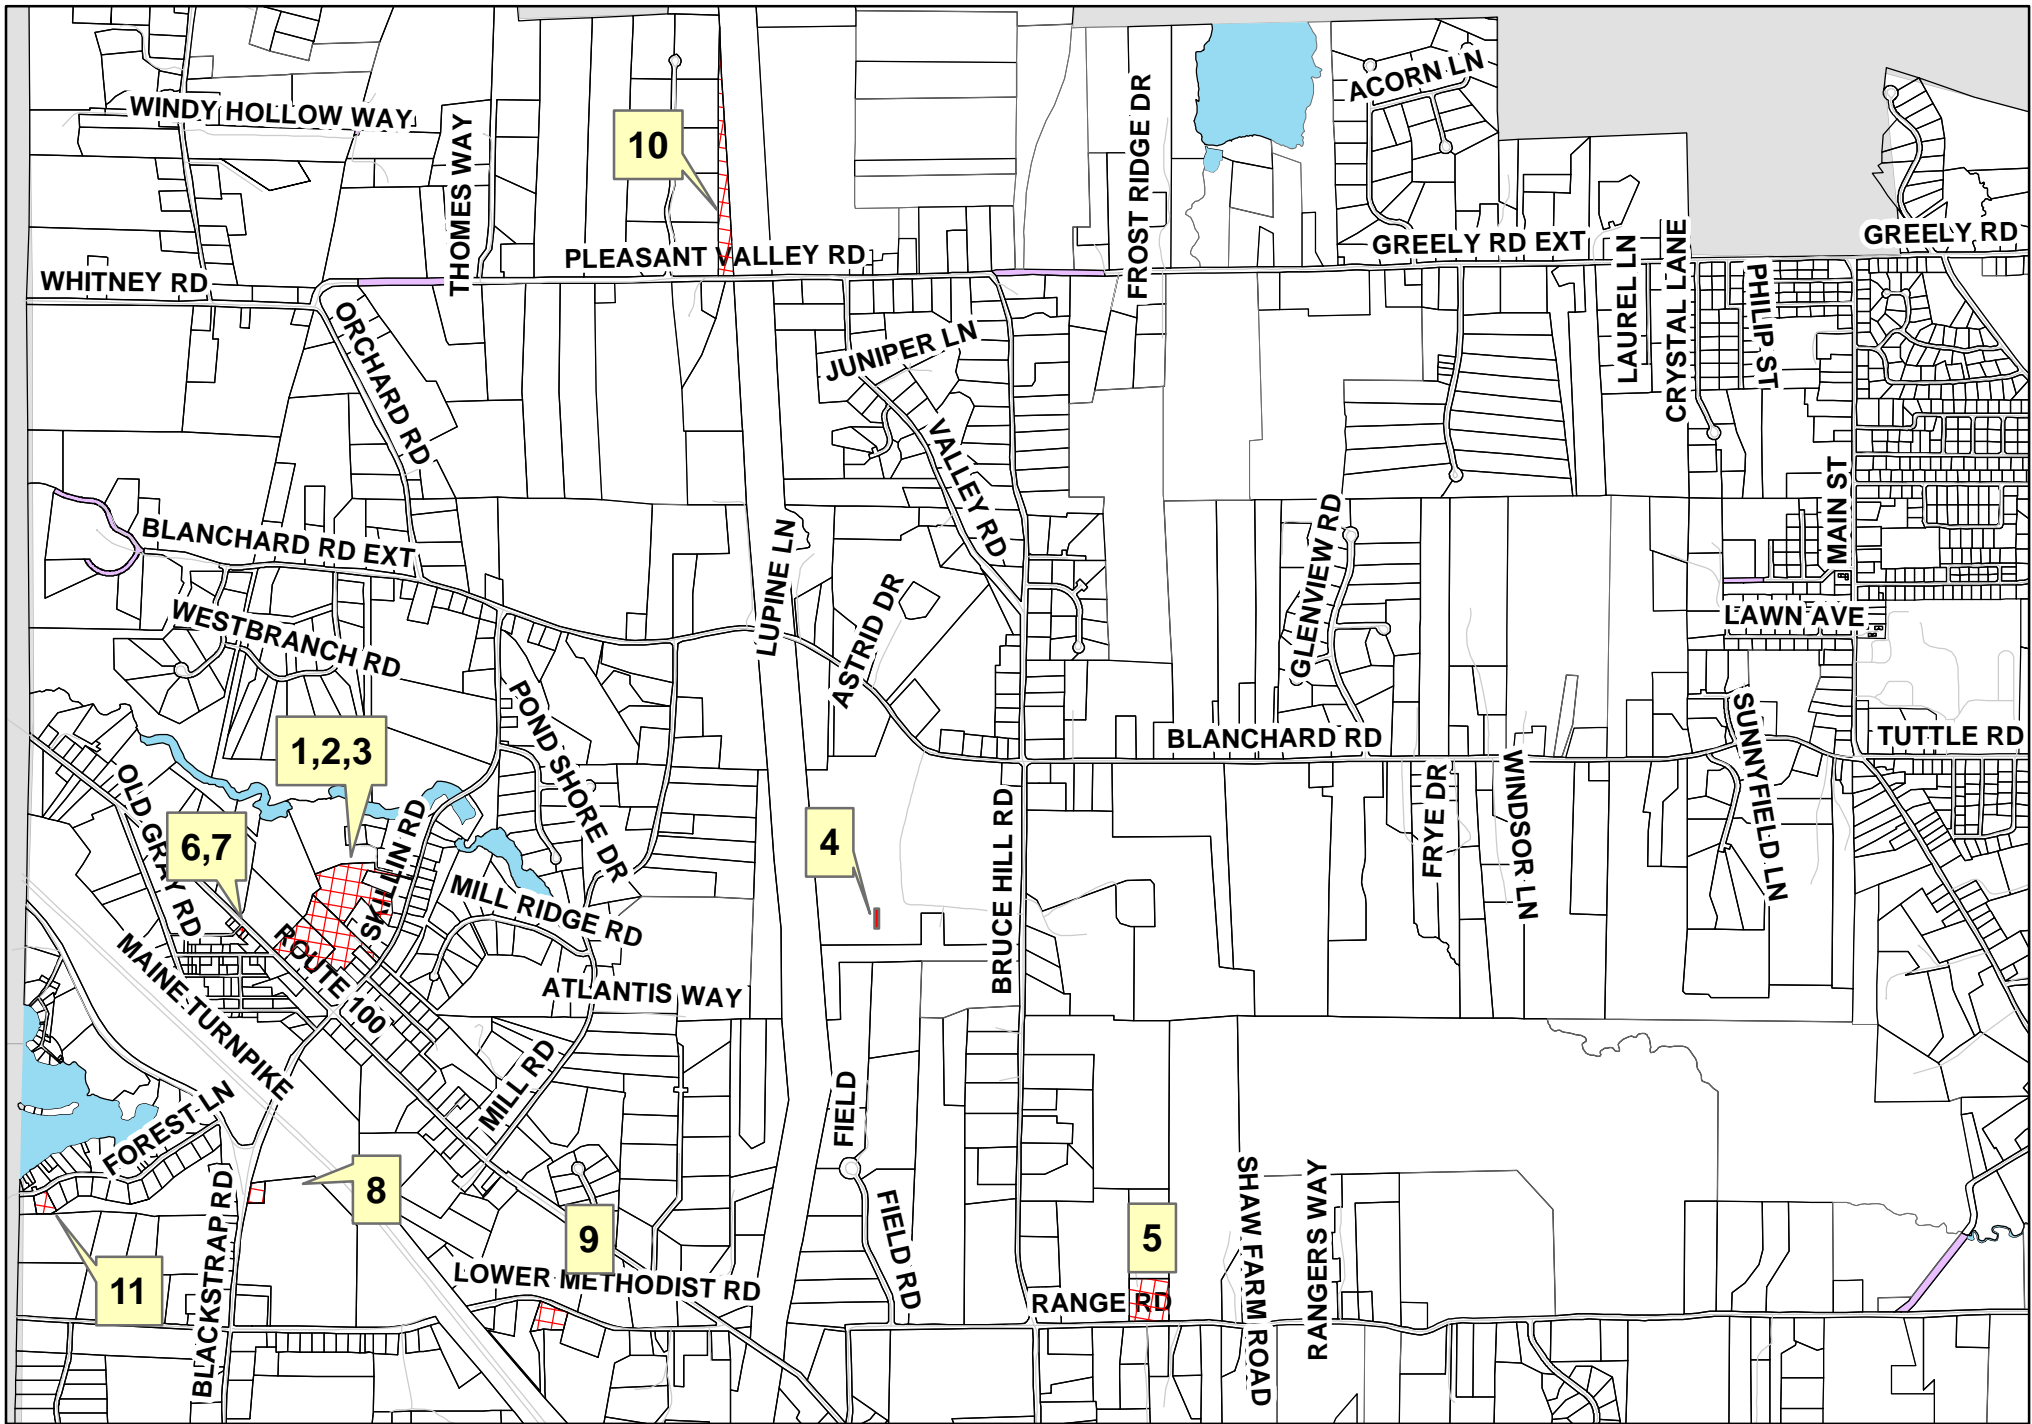 ACORN LN
WINDY HOLLOW WAY
10
THOMES WAY
FROST RIDGE DR
GREELY RD EXT
GREELY RD
PLEASANT VALLEY RD
WHITNEY RD
LAUREL LN
CRYSTAL LANE
PHILIP ST
ORCHARD RD
JUNIPER LN
VALLEY RD
MAIN ST
BLANCHARD RD EXT
LUPINE LN
GLENVIEW RD
ASTRID DR
LAWN AVE
WESTBRANCH RD
POND SHORE DR
SUNNYFIELD LN
1,2,3
BLANCHARD RD
TUTTLE RD
OLD GRAY RD
6,7
SKILLIN RD
4
BRUCE HILL RD
FRYE DR
WINDSOR LN
MILL RIDGE RD
ROUTE 100
MAINE TURNPIKE
ATLANTIS WAY
MILL RD
FIELD
FOREST LN
8
BLACKSTRAP RD
9
FIELD RD
5
SHAW FARM ROAD
RANGERS WAY
11
LOWER METHODIST RD
RANGE RD